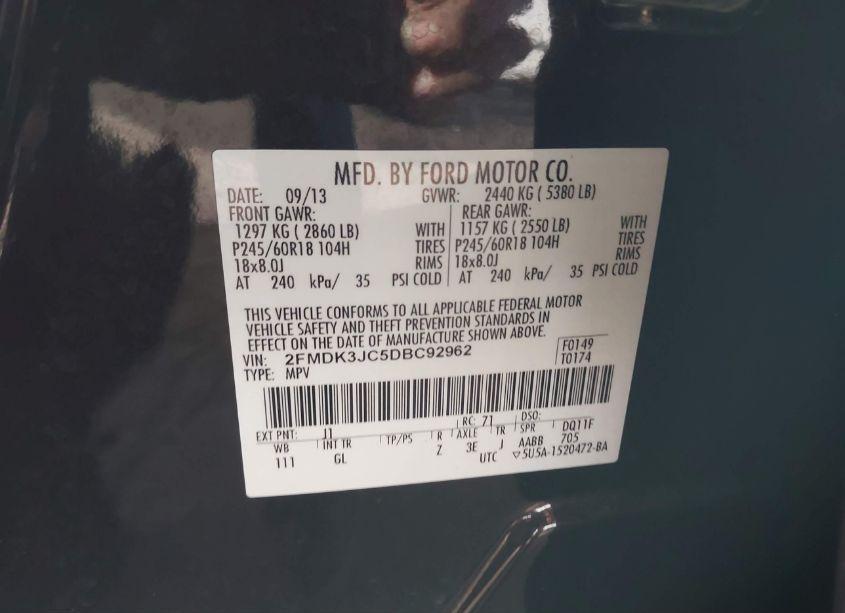 MFD. BY FORD MOTOR CO.
DATE: 09/13 GVWR: 2440 KG ( 5380 LB)
FRONT GAWR: REAR GAWR:
1297 KG ( 2860 LB) WITH 1157 KG ( 2550 LB) WITH
P245/60R18 104H TIRES P245/60R18 104H TIRES
18x8.0J RIMS 18x8.0J RIMS
AT 240 kPa/ 35 PSI COLD AT 240 kPa/ 35 PSI COLD
THIS VEHICLE CONFORMS TO ALL APPLICABLE FEDERAL MOTOR
VEHICLE SAFETY AND THEFT PREVENTION STANDARDS IN
EFFECT ON THE DATE OF MANUFACTURE SHOWN ABOVE.
VIN: 2FMDK3JC5DBC92962 F0149
TYPE: MPV T0174
EXT PNT: J1 RC: 71 DSO:
WB INT TR TP/PS R AXLE TR SPR DQ11F
111 GL Z 3E J AABB 705
UTC ▽5U5A-1520472-BA